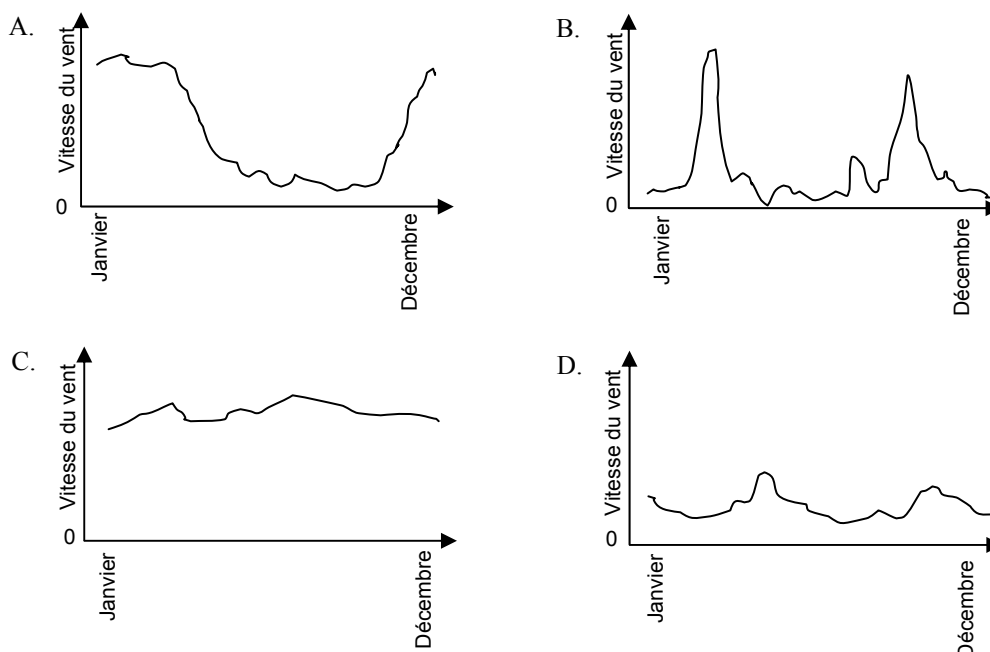 A.
Vitesse du vent
0
Janvier
Décembre
B.
Vitesse du vent
0
Janvier
Décembre
C.
Vitesse du vent
0
Janvier
Décembre
D.
Vitesse du vent
0
Janvier
Décembre